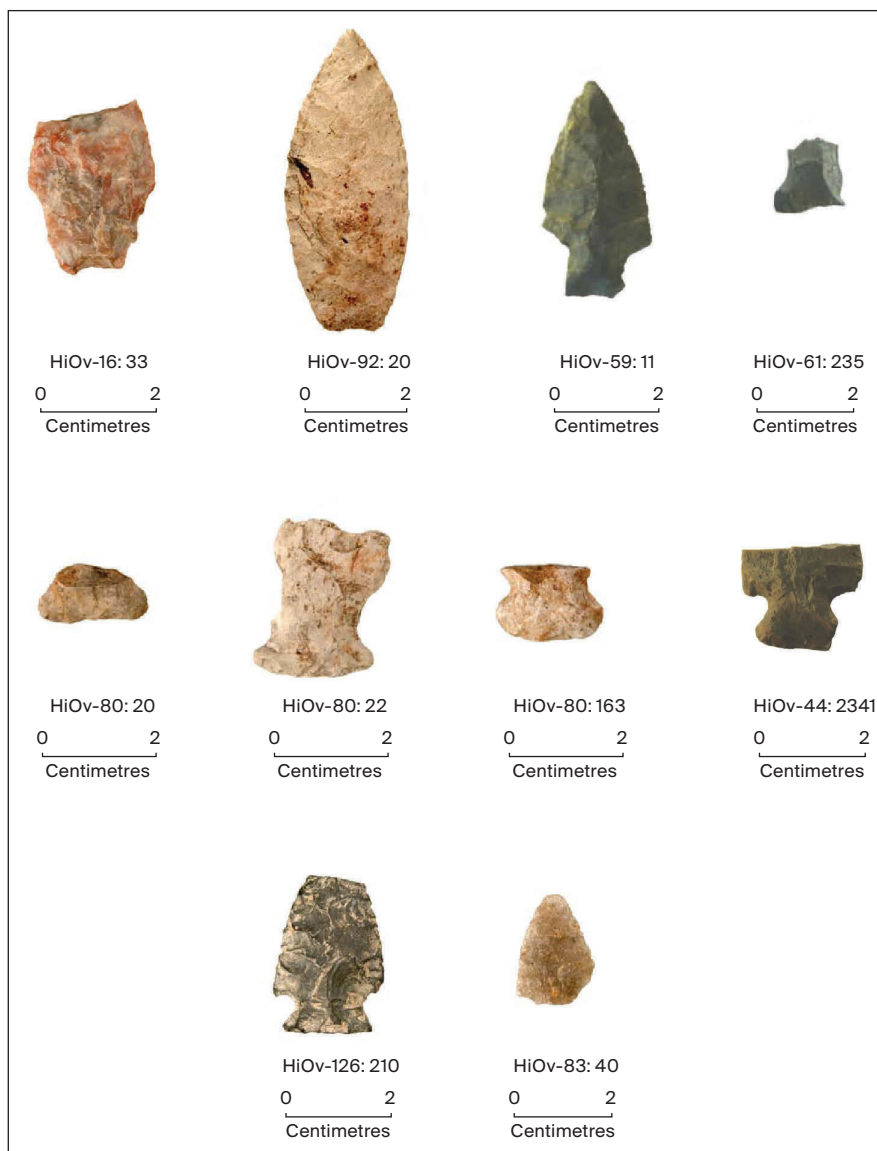 HiOv-16: 33
HiOv-92: 20
HiOv-59: 11
HiOv-61: 235
0 2
0 2
0 2
0 2
Centimetres
Centimetres
Centimetres
Centimetres
HiOv-80: 20
HiOv-80: 22
HiOv-80: 163
HiOv-44: 2341
0 2
0 2
0 2
0 2
Centimetres
Centimetres
Centimetres
Centimetres
HiOv-126: 210
HiOv-83: 40
0 2
0 2
Centimetres
Centimetres